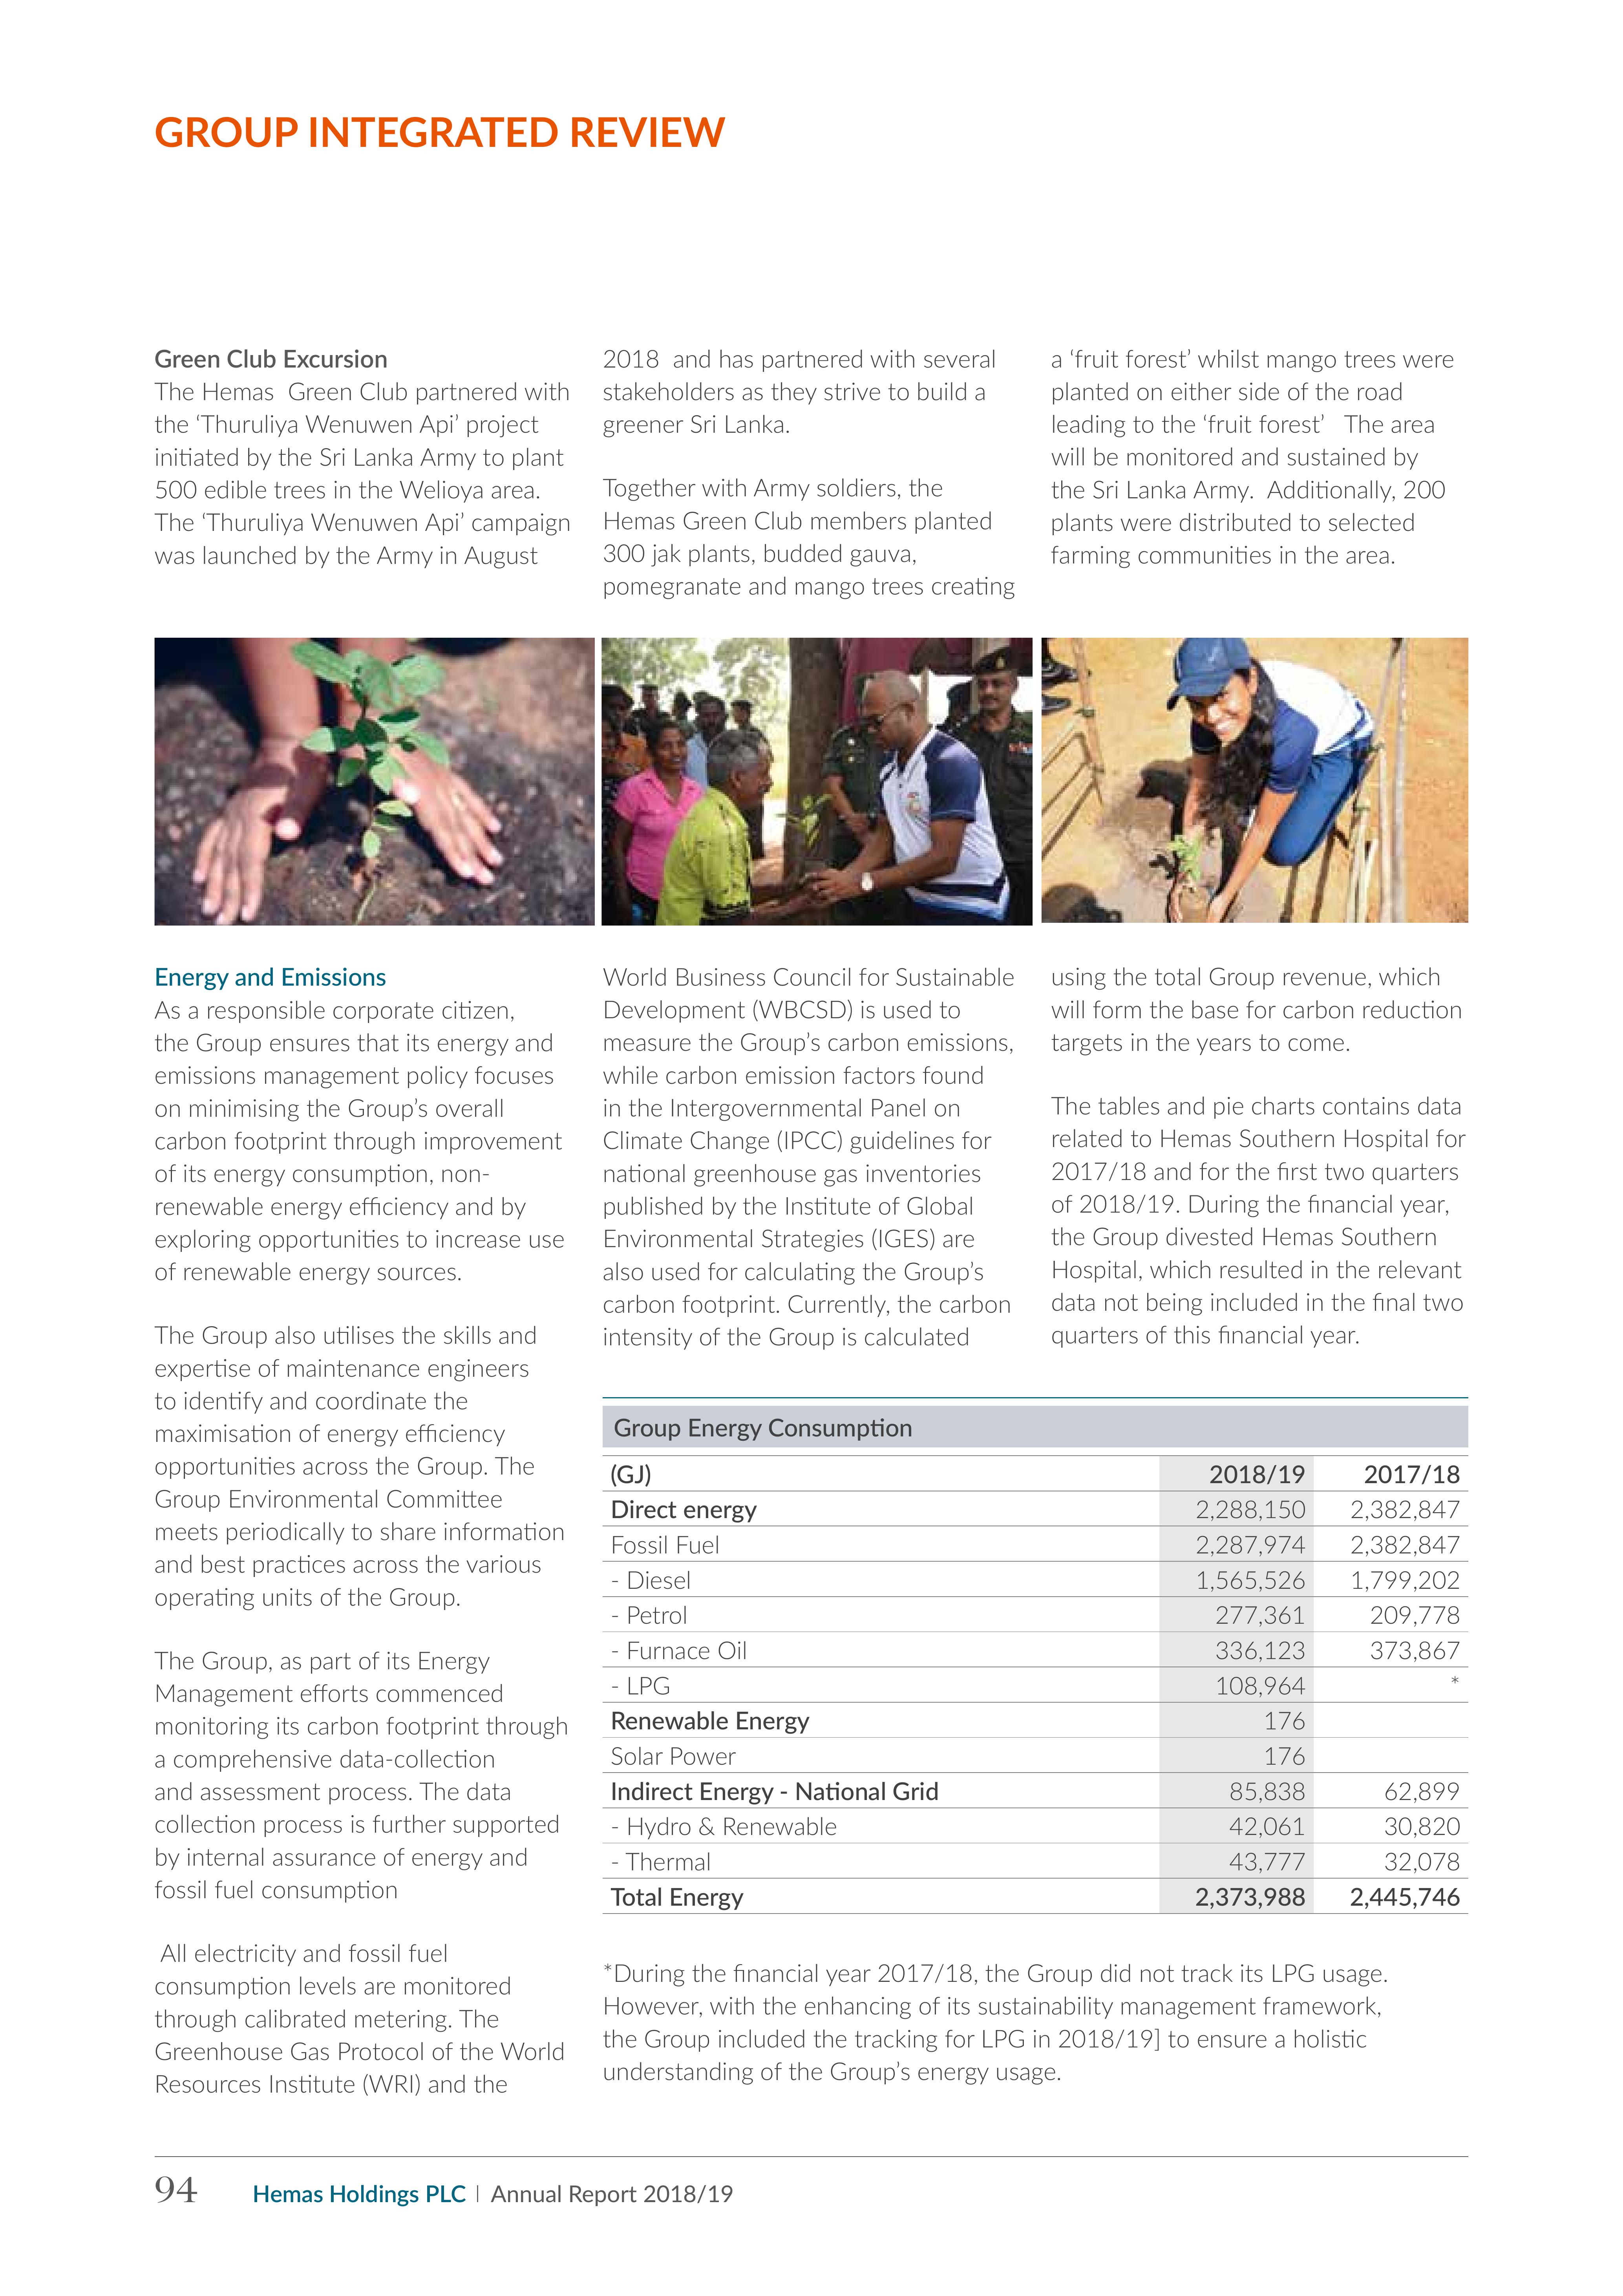 GROUP INTEGRATED REVIEW
Green Club Excursion
The Hemas  Green Club partnered with
the ‘Thuruliya Wenuwen Api’ project
initiated by the Sri Lanka Army to plant
500 edible trees in the Welioya area.
The ‘Thuruliya Wenuwen Api’ campaign
was launched by the Army in August
2018  and has partnered with several
stakeholders as they strive to build a
greener Sri Lanka.
Together with Army soldiers, the
Hemas Green Club members planted
300 jak plants, budded gauva,
pomegranate and mango trees creating
a ‘fruit forest’ whilst mango trees were
planted on either side of the road
leading to the ‘fruit forest’   The area
will be monitored and sustained by
the Sri Lanka Army.  Additionally, 200
plants were distributed to selected
farming communities in the area.
Energy and Emissions
As a responsible corporate citizen,
the Group ensures that its energy and
emissions management policy focuses
on minimising the Group’s overall
carbon footprint through improvement
of its energy consumption, non-
renewable energy efficiency and by
exploring opportunities to increase use
of renewable energy sources.
The Group also utilises the skills and
expertise of maintenance engineers
to identify and coordinate the
maximisation of energy efficiency
opportunities across the Group. The
Group Environmental Committee
meets periodically to share information
and best practices across the various
operating units of the Group.
The Group, as part of its Energy
Management efforts commenced
monitoring its carbon footprint through
a comprehensive data-collection
and assessment process. The data
collection process is further supported
by internal assurance of energy and
fossil fuel consumption
All electricity and fossil fuel
consumption levels are monitored
through calibrated metering. The
Greenhouse Gas Protocol of the World
Resources Institute (WRI) and the
World Business Council for Sustainable
Development (WBCSD) is used to
measure the Group’s carbon emissions,
while carbon emission factors found
in the Intergovernmental Panel on
Climate Change (IPCC) guidelines for
national greenhouse gas inventories
published by the Institute of Global
Environmental Strategies (IGES) are
also used for calculating the Group’s
carbon footprint. Currently, the carbon
intensity of the Group is calculated
using the total Group revenue, which
will form the base for carbon reduction
targets in the years to come.
The tables and pie charts contains data
related to Hemas Southern Hospital for
2017/18 and for the first two quarters
of 2018/19. During the financial year,
the Group divested Hemas Southern
Hospital, which resulted in the relevant
data not being included in the final two
quarters of this financial year.
Group Energy Consumption
(GJ) 2018/19 2017/18
Direct energy 2,288,150 2,382,847
Fossil Fuel 2,287,974 2,382,847
- Diesel 1,565,526 1,799,202
- Petrol 277,361 209,778
- Furnace Oil 336,123 373,867
- LPG 108,964 *
Renewable Energy 176
Solar Power 176
Indirect Energy - National Grid 85,838 62,899
- Hydro & Renewable 42,061 30,820
- Thermal 43,777 32,078
Total Energy 2,373,988 2,445,746
*During the financial year 2017/18, the Group did not track its LPG usage.
However, with the enhancing of its sustainability management framework,
the Group included the tracking for LPG in 2018/19] to ensure a holistic
understanding of the Group’s energy usage.
94 Hemas Holdings PLC | Annual Report 2018/19